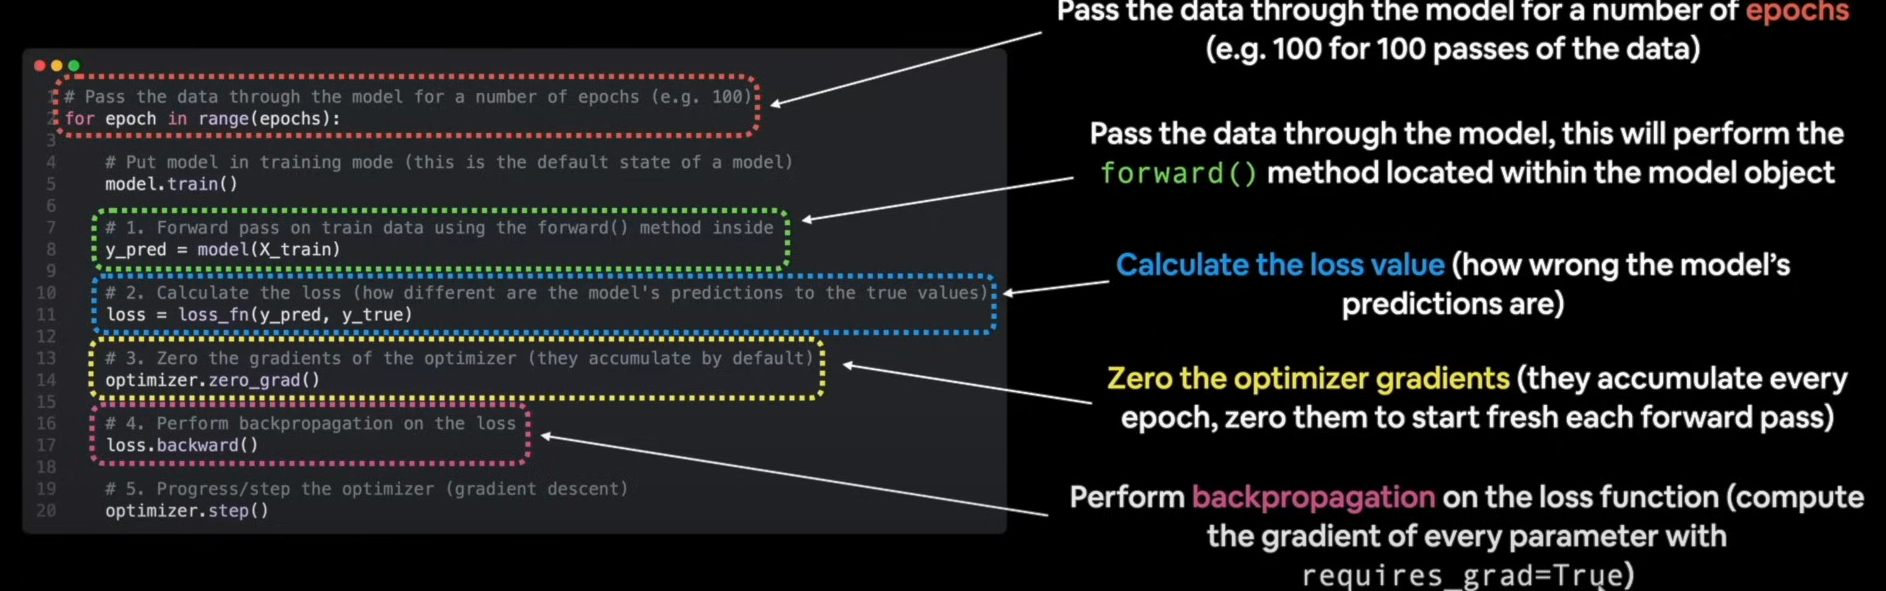 1 # Pass the data through the model for a number of epochs (e.g. 100)
2 for epoch in range(epochs):
3
4 # Put model in training mode (this is the default state of a model)
5 model.train()
6
7 # 1. Forward pass on train data using the forward() method inside
8 y_pred = model(X_train)
9
10 # 2. Calculate the loss (how different are the model's predictions to the true values)
11 loss = loss_fn(y_pred, y_true)
12
13 # 3. Zero the gradients of the optimizer (they accumulate by default)
14 optimizer.zero_grad()
15
16 # 4. Perform backpropagation on the loss
17 loss.backward()
18
19 # 5. Progress/step the optimizer (gradient descent)
20 optimizer.step()
Pass the data through the model for a number of epochs
(e.g. 100 for 100 passes of the data)
Pass the data through the model, this will perform the
forward() method located within the model object
Calculate the loss value (how wrong the model’s
predictions are)
Zero the optimizer gradients (they accumulate every
epoch, zero them to start fresh each forward pass)
Perform backpropagation on the loss function (compute
the gradient of every parameter with
requires_grad=True)